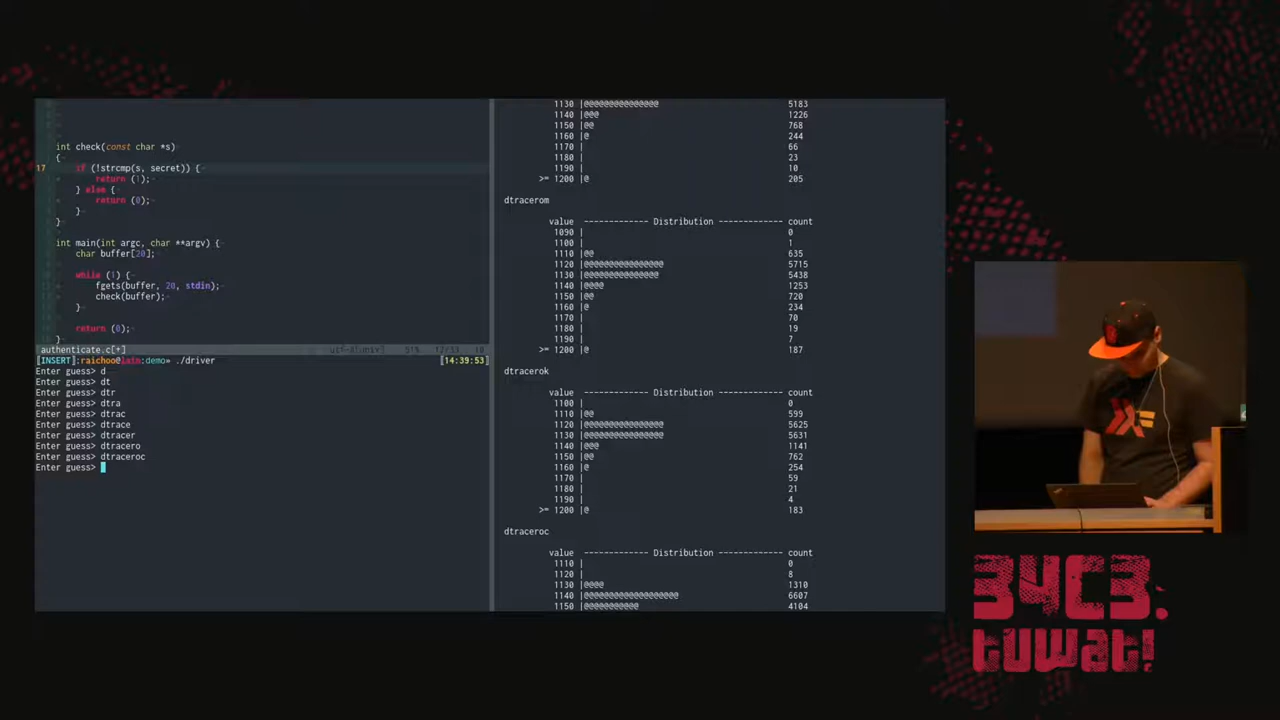 int check(const char *s)
{
17 if (!strcmp(s, secret)) {
return (1);
} else {
return (0);
}
}
int main(int argc, char **argv) {
char buffer[20];
while (1) {
fgets(buffer, 20, stdin);
check(buffer);
}
return (0);
}
authenticate.c[+]
[INSERT]:raichoo@lain:demo» ./driver [14:39:53]
Enter guess> d
Enter guess> dt
Enter guess> dtr
Enter guess> dtra
Enter guess> dtrac
Enter guess> dtrace
Enter guess> dtracer
Enter guess> dtracero
Enter guess> dtraceroc
Enter guess>
1130 |@@@@@@@@@@@@@@ 5183
1140 |@@@ 1226
1150 |@@ 768
1160 |@ 244
1170 | 66
1180 | 23
1190 | 10
>= 1200 |@ 205
dtracerom
value ------------- Distribution ------------- count
1090 | 0
1100 | 1
1110 |@@ 635
1120 |@@@@@@@@@@@@@@@ 5715
1130 |@@@@@@@@@@@@@@ 5438
1140 |@@@@ 1253
1150 |@@ 720
1160 |@ 234
1170 | 70
1180 | 19
1190 | 7
>= 1200 |@ 187
dtracerok
value ------------- Distribution ------------- count
1100 | 0
1110 |@@ 599
1120 |@@@@@@@@@@@@@@@ 5625
1130 |@@@@@@@@@@@@@@@ 5631
1140 |@@@ 1141
1150 |@@ 762
1160 |@ 254
1170 | 59
1180 | 21
1190 | 4
>= 1200 |@ 183
dtraceroc
value ------------- Distribution ------------- count
1110 | 0
1120 | 8
1130 |@@@@ 1310
1140 |@@@@@@@@@@@@@@@@@@ 6607
1150 |@@@@@@@@@@@ 4104
34C3.
tuwat!